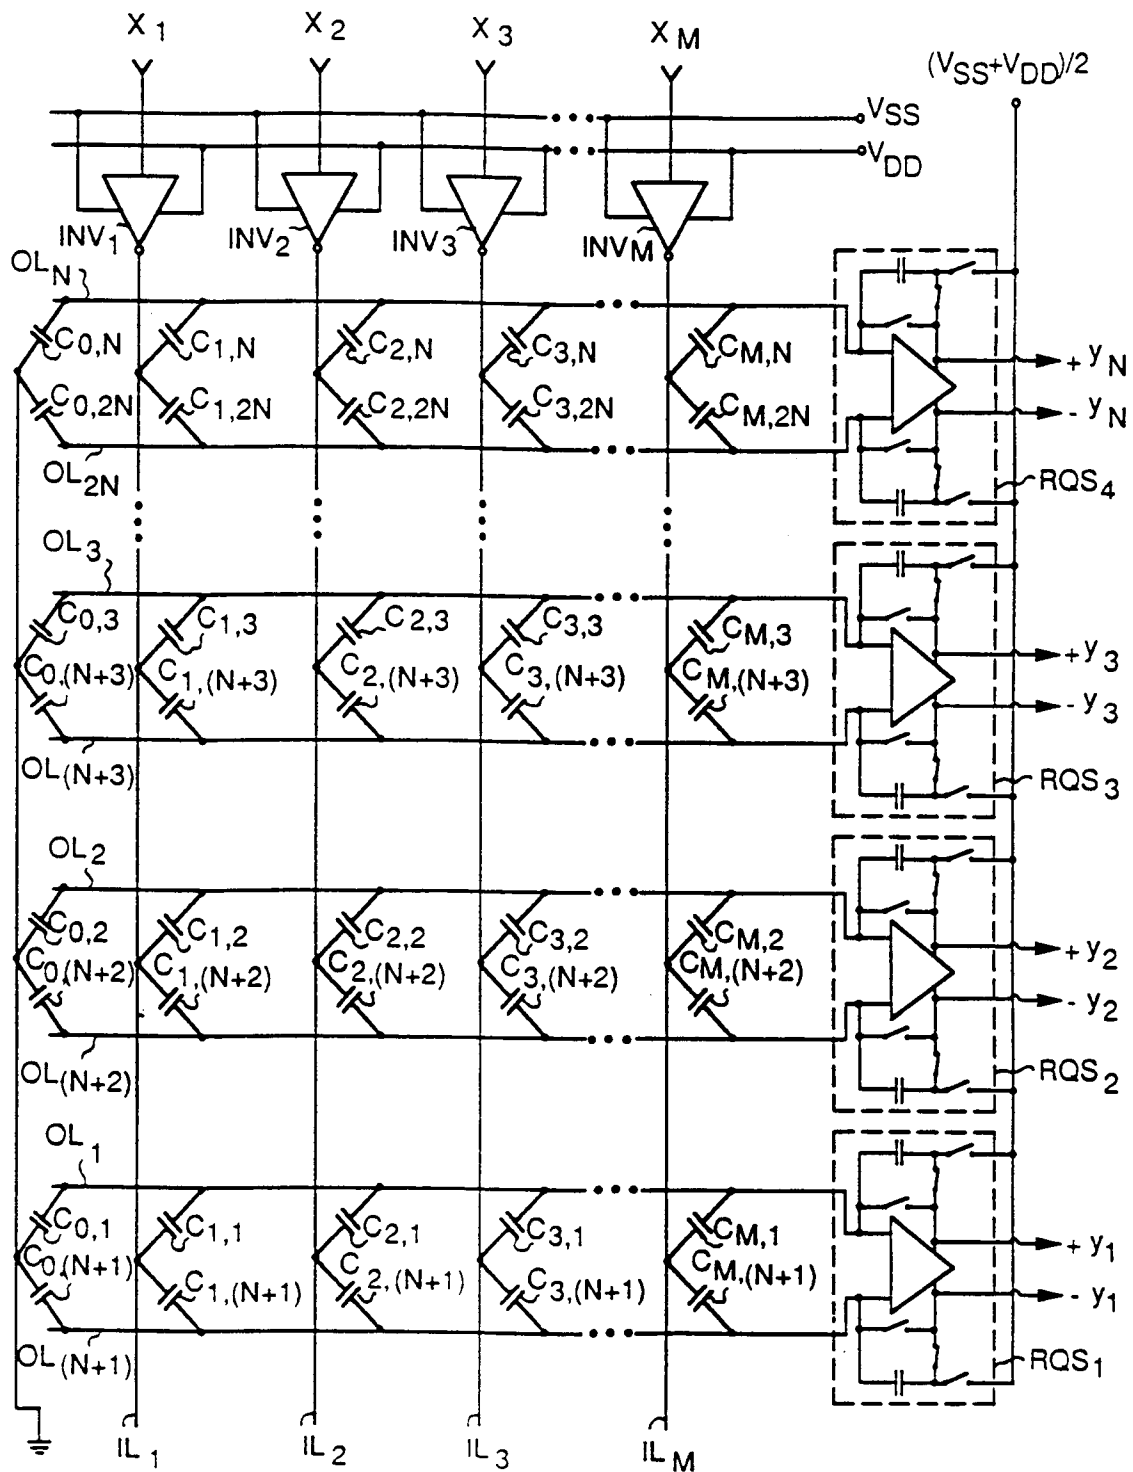 X1 X2 X3 XM (VSS+VDD)/2
VSS
VDD
INV1 INV2 INV3 INVM
OLN
C0,N C1,N C2,N C3,N CM,N
+ yN
C0,2N C1,2N C2,2N C3,2N CM,2N
- yN
OL2N
RQS4
OL3
C0,3 C1,3 C2,3 C3,3 CM,3
+y3
C0,(N+3) C1,(N+3) C2,(N+3) C3,(N+3) CM,(N+3)
- y3
OL(N+3)
RQS3
OL2
C0,2 C1,2 C2,2 C3,2 CM,2
+y2
C0,(N+2) C1,(N+2) C2,(N+2) C3,(N+2) CM,(N+2)
- y2
OL(N+2)
RQS2
OL1
C0,1 C1,1 C2,1 C3,1 CM,1
+ y1
C0,(N+1) C1,(N+1) C2,(N+1) C3,(N+1) CM,(N+1)
- y1
OL(N+1)
RQS1
IL1 IL2 IL3 ILM